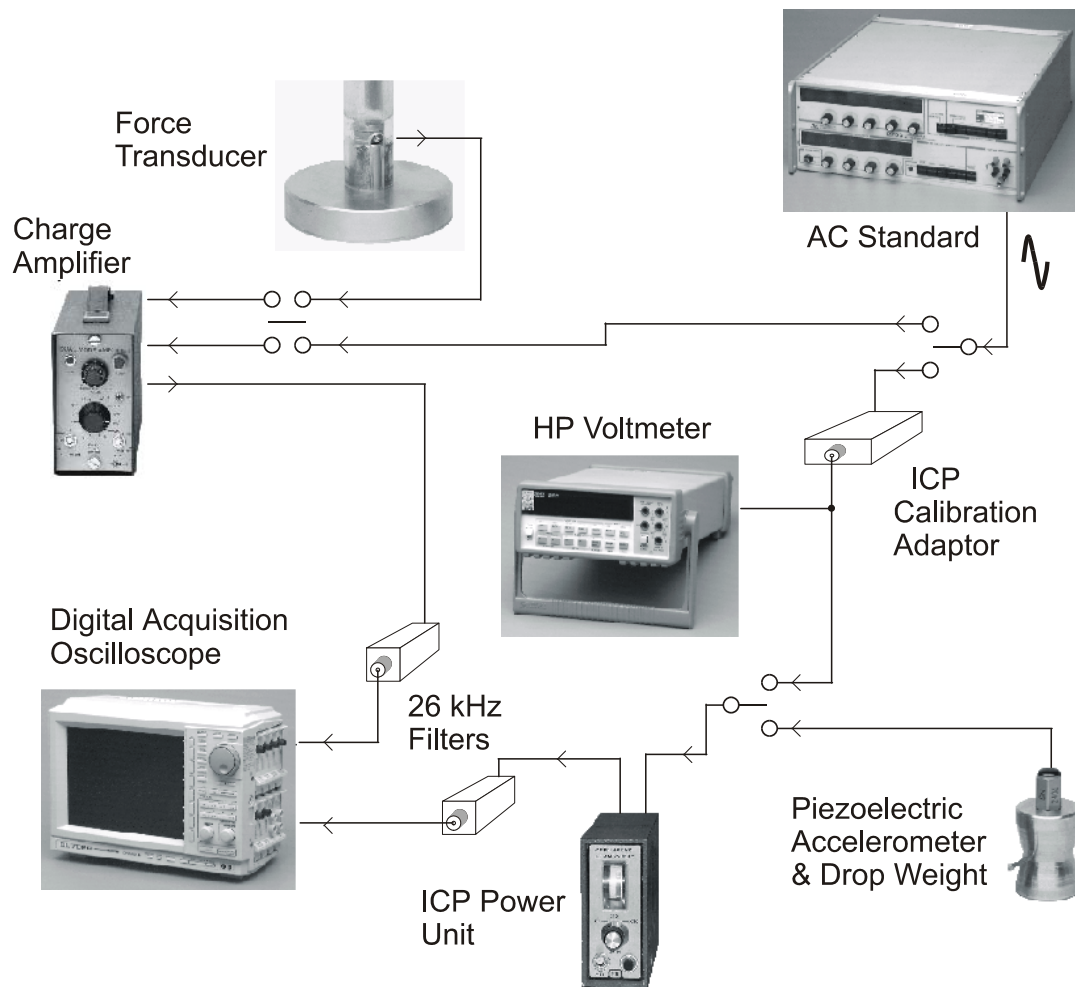 Force
Transducer
AC Standard
Charge
Amplifier
HP Voltmeter
ICP
Calibration
Adaptor
Digital Acquisition
Oscilloscope
26 kHz
Filters
Piezoelectric
Accelerometer
& Drop Weight
ICP Power
Unit